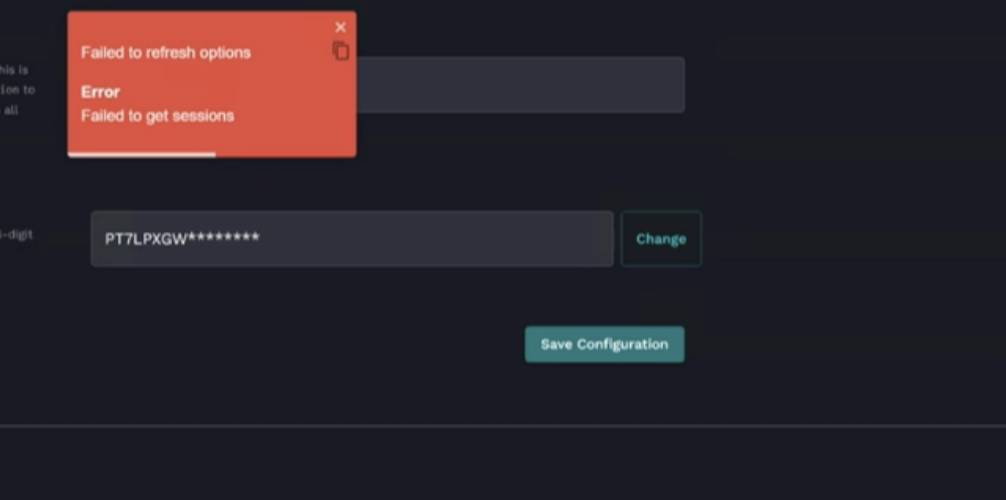 Failed to refresh options
his is
ion to
Error
all
Failed to get sessions
-digit
PT7LPXGW********
Change
Save Configuration